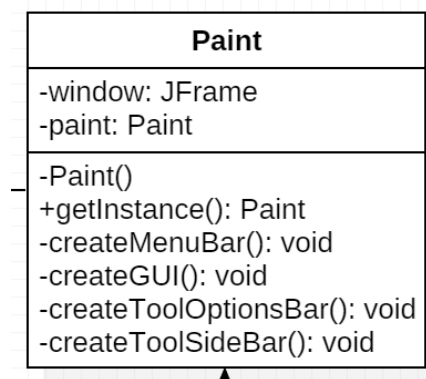 Paint
-window: JFrame
-paint: Paint
-Paint()
+getInstance(): Paint
-createMenuBar(): void
-createGUI(): void
-createToolOptionsBar(): void
-createToolSideBar(): void